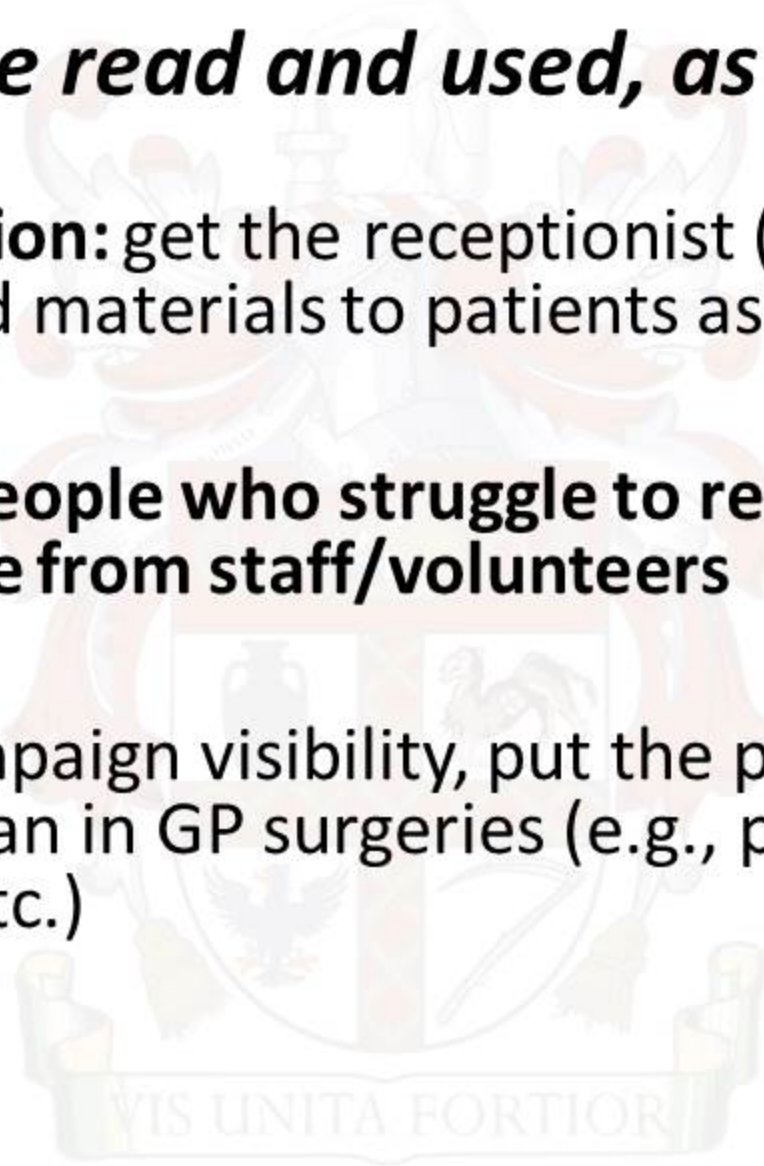 e read and used, as
ion: get the receptionist (
d materials to patients as
eople who struggle to re
e from staff/volunteers
paign visibility, put the p
an in GP surgeries (e.g., p
tc.)
VIS UNITA FORTIOR